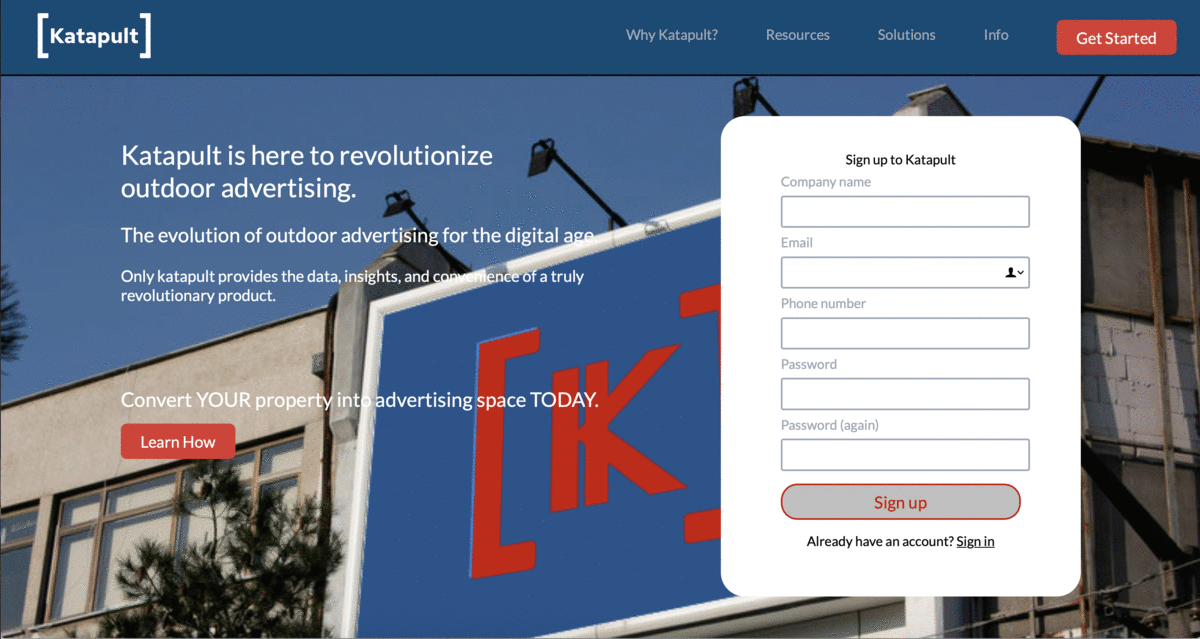 [Katapult]
Why Katapult?
Resources
Solutions
Info
Get Started
Katapult is here to revolutionize
outdoor advertising.
The evolution of outdoor advertising for the digital age.
Only katapult provides the data, insights, and convenience of a truly
revolutionary product.
Convert YOUR property into advertising space TODAY.
Learn How
[K]
Sign up to Katapult
Company name
Email
Phone number
Password
Password (again)
Sign up
Already have an account? Sign in